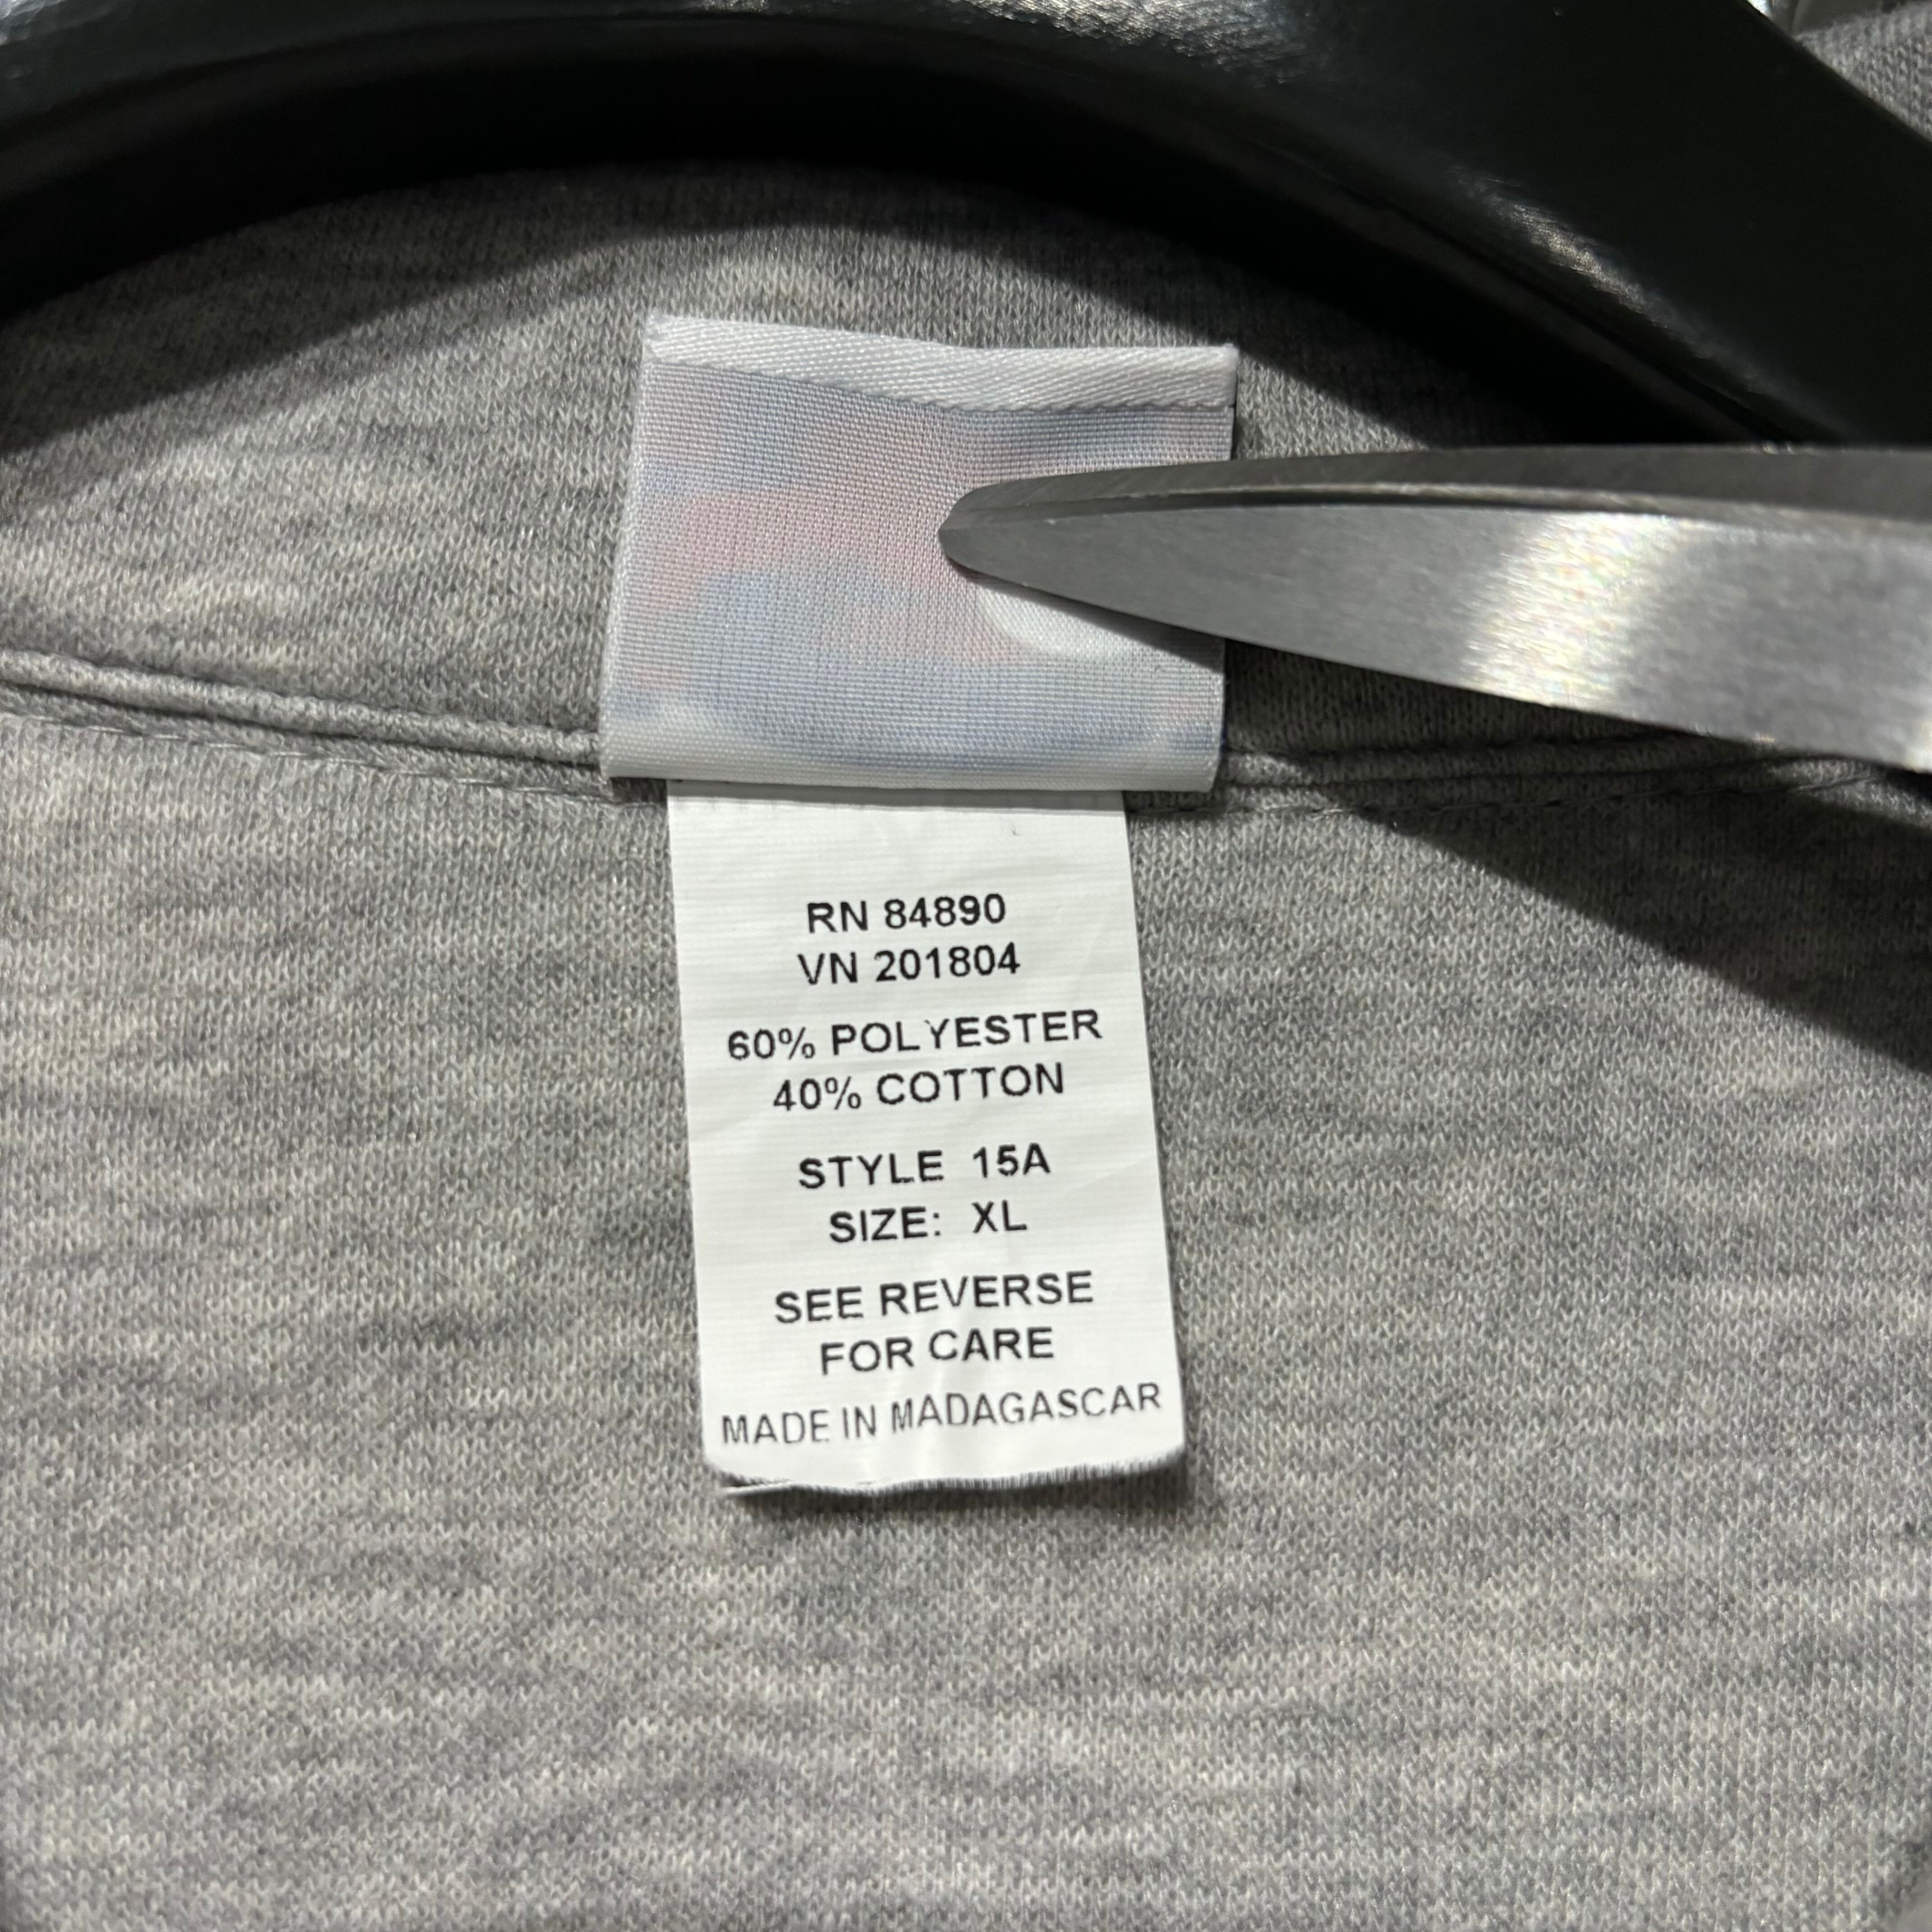 RN 84890
VN 201804
60% POLYESTER
40% COTTON
STYLE 15A
SIZE: XL
SEE REVERSE
FOR CARE
MADE IN MADAGASCAR